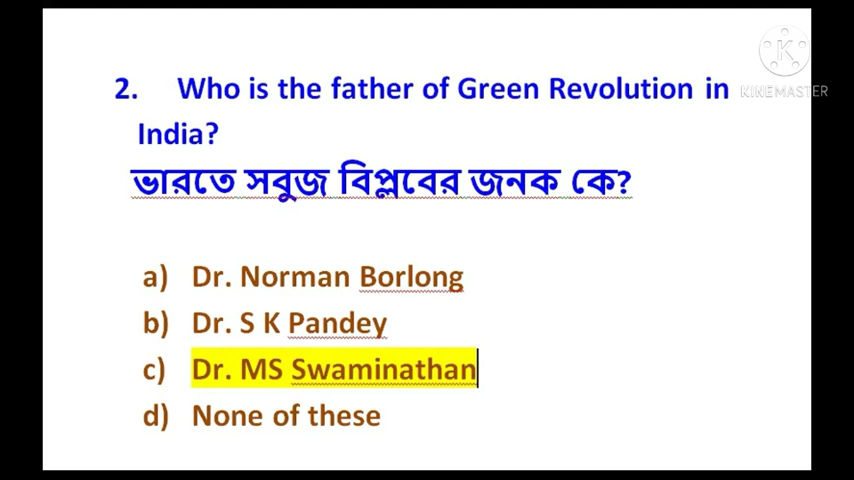 2. Who is the father of Green Revolution in
KINEMASTER
India?
ভারতে সবুজ বিপ্লবের জনক কে?
a) Dr. Norman Borlong
b) Dr. S K Pandey
c) Dr. MS Swaminathan
d) None of these